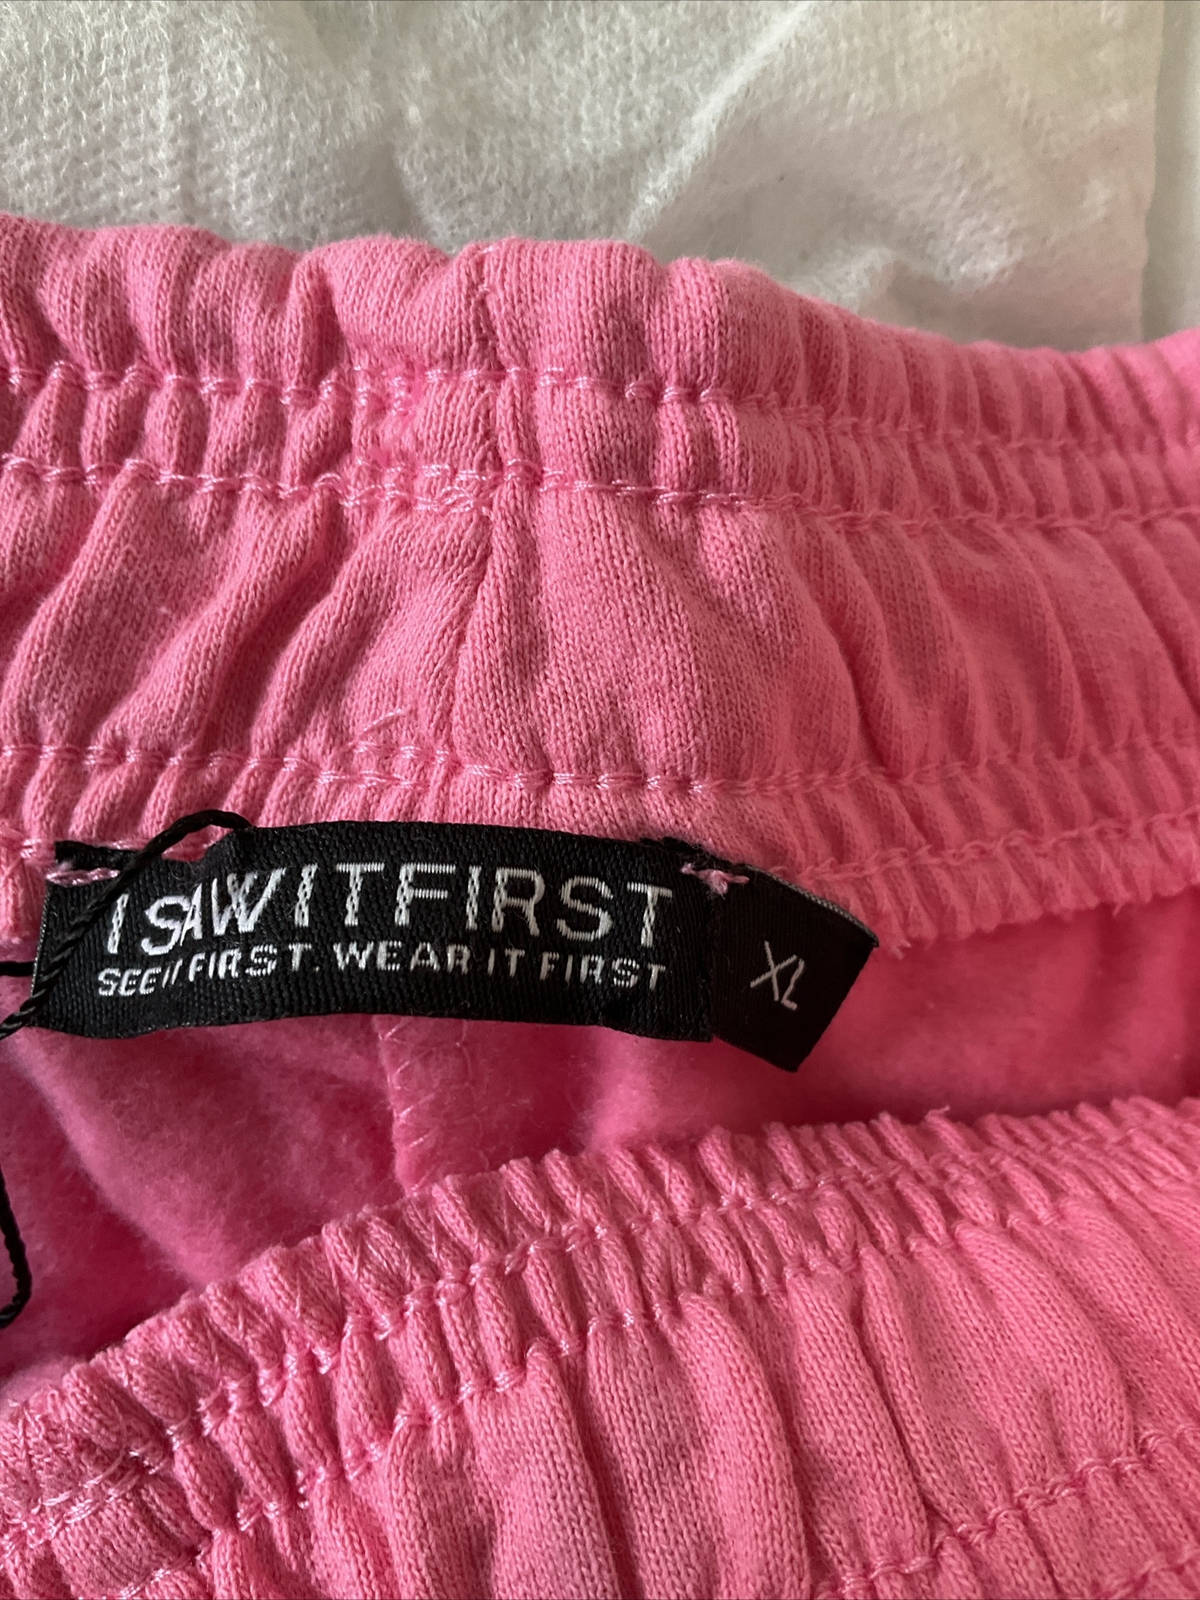 I SAW IT FIRST
SEE IT FIRST. WEAR IT FIRST
XL